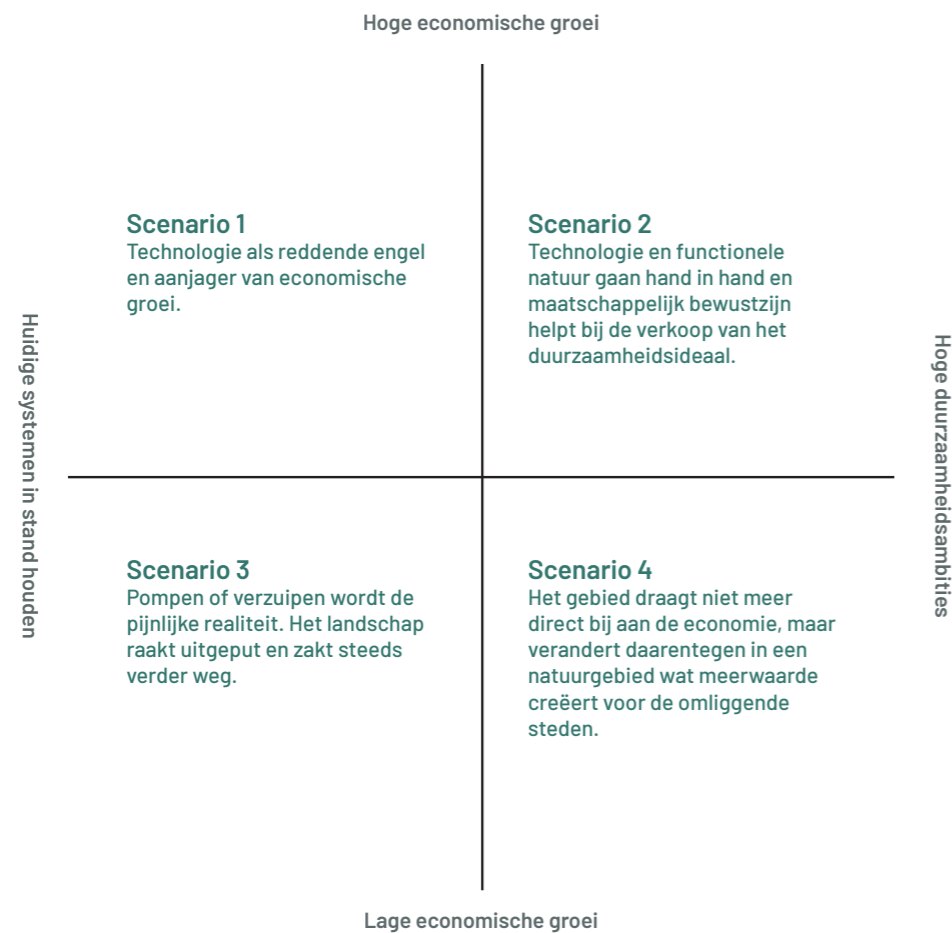 Hoge economische groei
Scenario 1
Technologie als reddende engel
en aanjager van economische
groei.
Scenario 2
Technologie en functionele
natuur gaan hand in hand en
maatschappelijk bewustzijn
helpt bij de verkoop van het
duurzaamheidsideaal.
Huidige systemen in stand houden
Hoge duurzaamheidsambities
Scenario 3
Pompen of verzuipen wordt de
pijnlijke realiteit. Het landschap
raakt uitgeput en zakt steeds
verder weg.
Scenario 4
Het gebied draagt niet meer
direct bij aan de economie, maar
verandert daarentegen in een
natuurgebied wat meerwaarde
creëert voor de omliggende
steden.
Lage economische groei